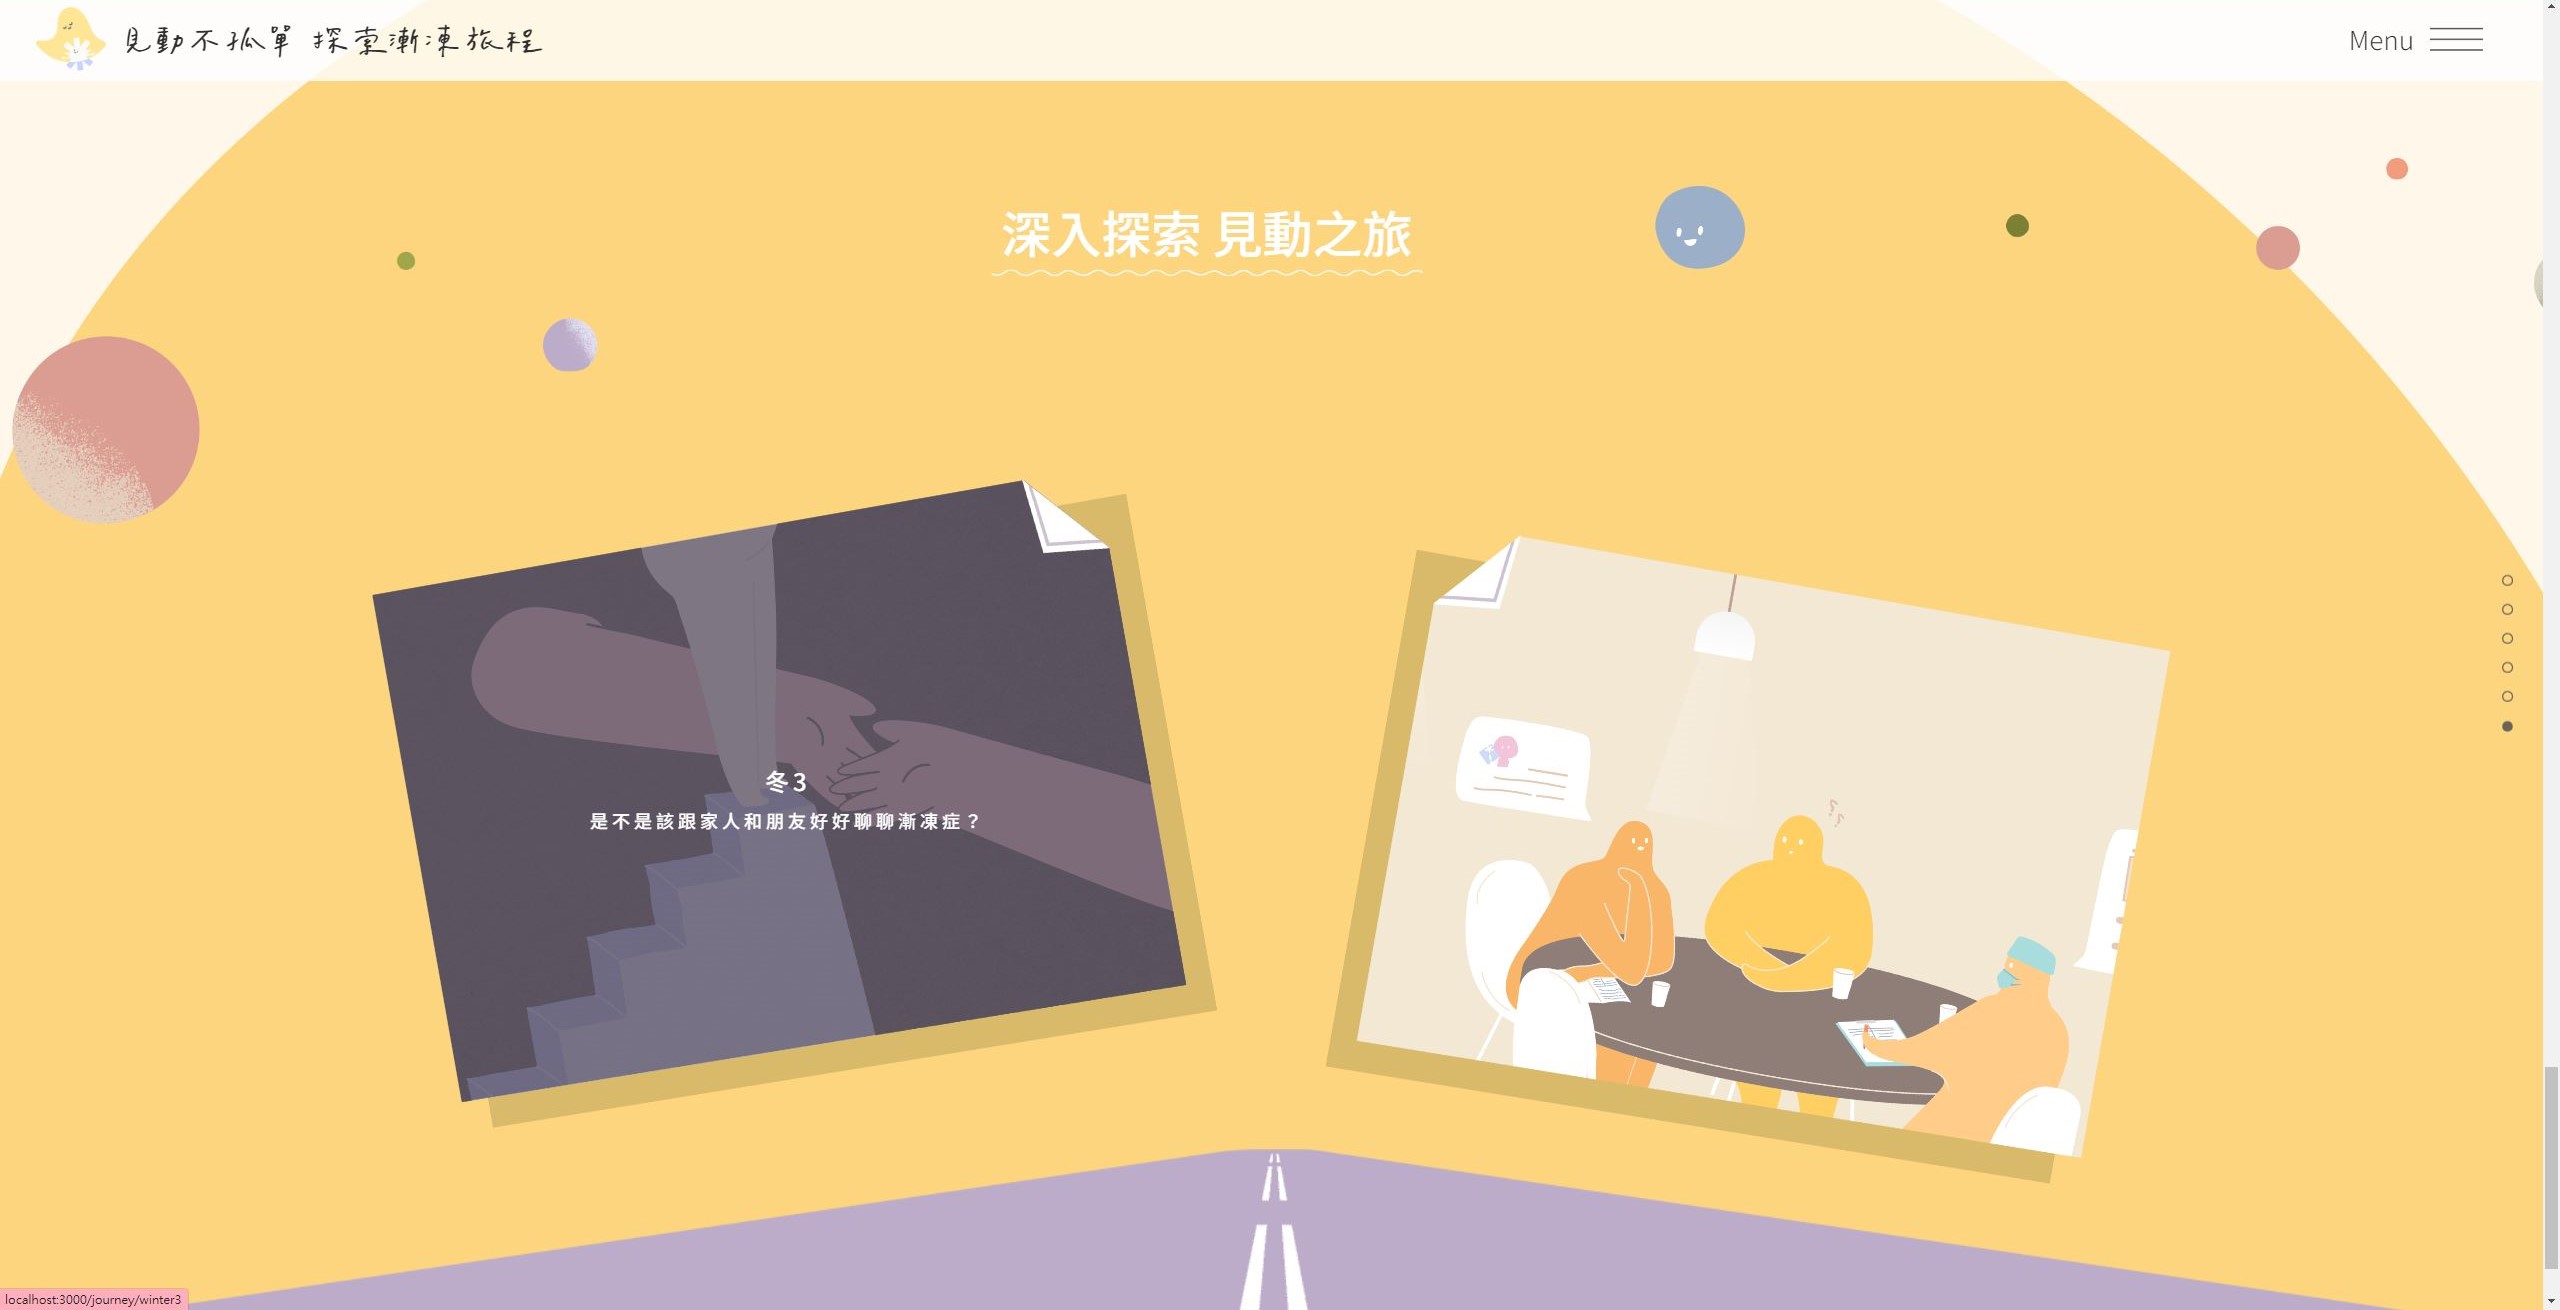 見動不孤單 探索漸凍旅程
Menu
深入探索 見動之旅
冬3
是不是該跟家人和朋友好好聊聊漸凍症？
localhost:3000/journey/winter3